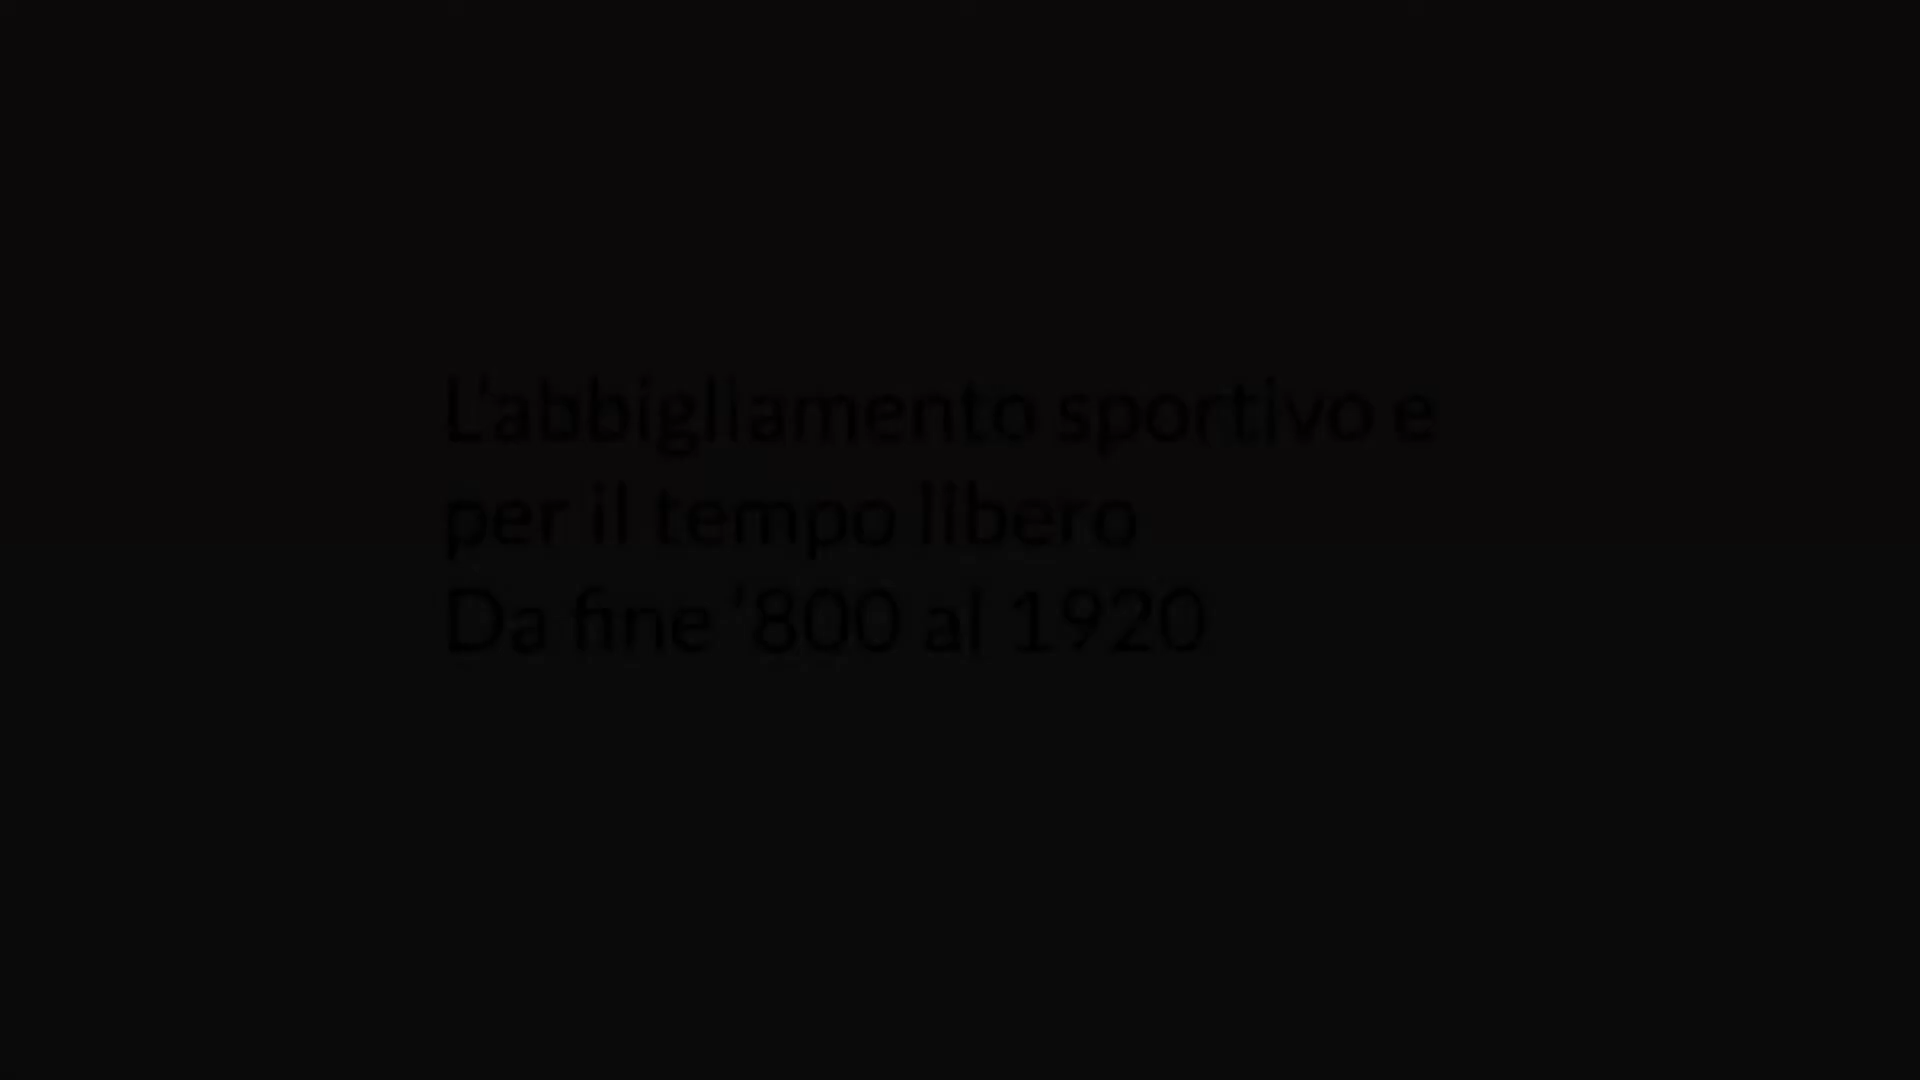 L'abbigliamento sportivo e
per il tempo libero
Da fine '800 al 1920